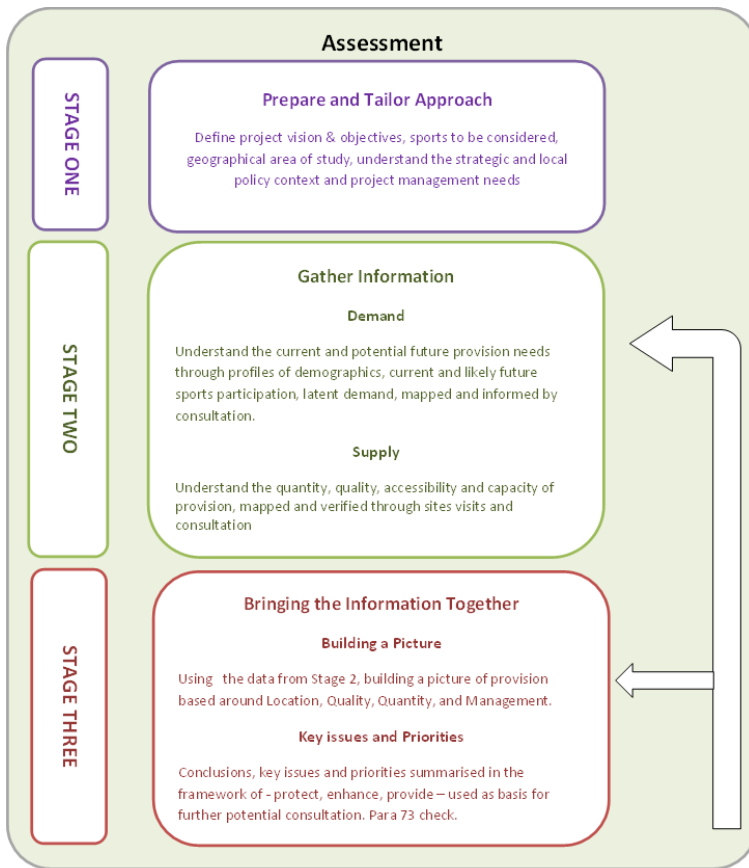 Assessment
STAGE ONE
Prepare and Tailor Approach
Define project vision & objectives, sports to be considered,
geographical area of study, understand the strategic and local
policy context and project management needs
STAGE TWO
Gather Information
Demand
Understand the current and potential future provision needs
through profiles of demographics, current and likely future
sports participation, latent demand, mapped and informed by
consultation.
Supply
Understand the quantity, quality, accessibility and capacity of
provision, mapped and verified through sites visits and
consultation
STAGE THREE
Bringing the Information Together
Building a Picture
Using the data from Stage 2, building a picture of provision
based around Location, Quality, Quantity, and Management.
Key issues and Priorities
Conclusions, key issues and priorities summarised in the
framework of - protect, enhance, provide – used as basis for
further potential consultation. Para 73 check.